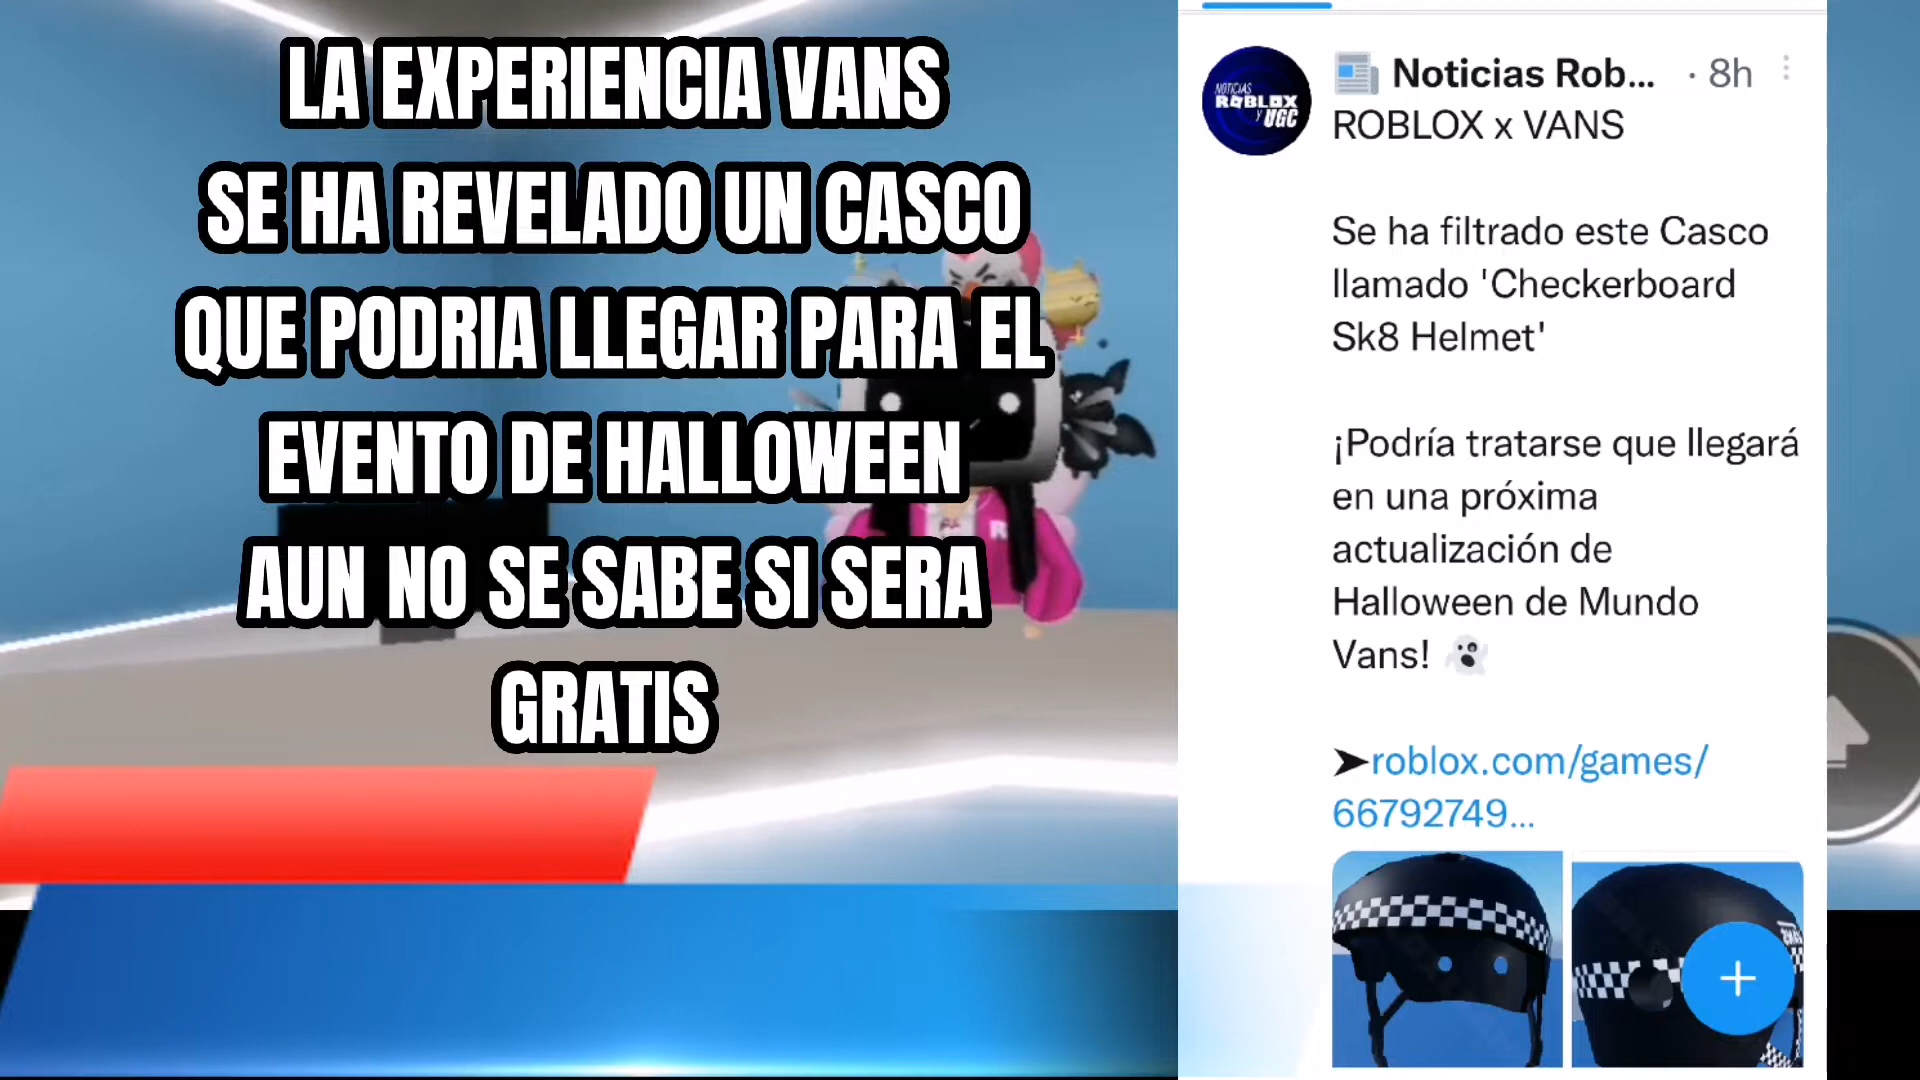 LA EXPERIENCIA VANS
SE HA REVELADO UN CASCO
QUE PODRIA LLEGAR PARA EL
EVENTO DE HALLOWEEN
AUN NO SE SABE SI SERA
GRATIS
NOTICIAS
ROBLOX
Y UGC
Noticias Rob... · 8h
ROBLOX x VANS
Se ha filtrado este Casco
llamado 'Checkerboard
Sk8 Helmet'
¡Podría tratarse que llegará
en una próxima
actualización de
Halloween de Mundo
Vans! 👻
➤roblox.com/games/
66792749...